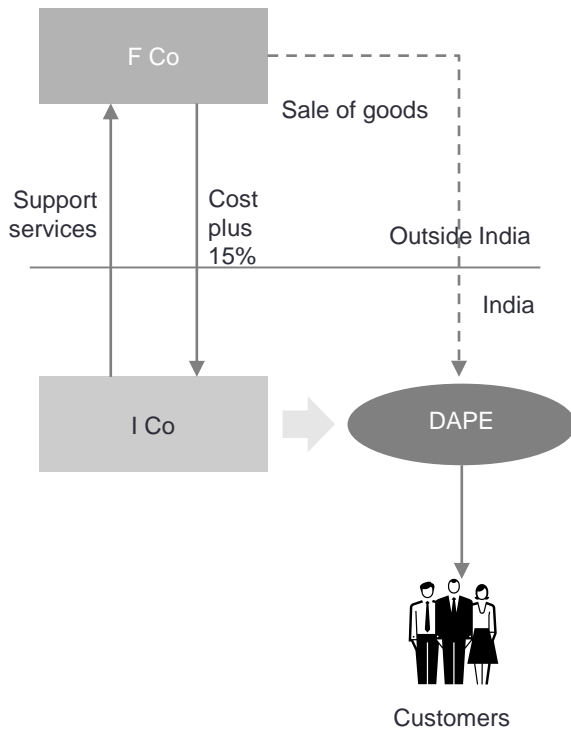 F Co
Sale of goods
Support
services
Cost
plus
15%
Outside India
India
I Co
DAPE
Customers